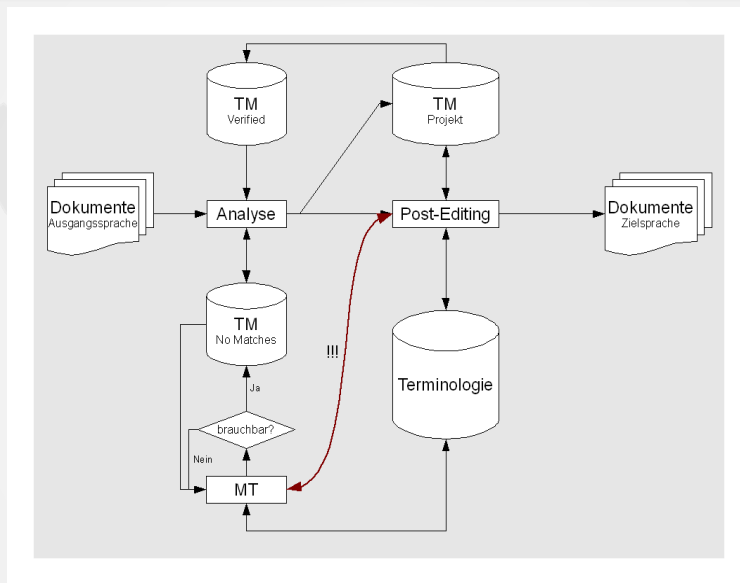 TM
Verified
TM
Projekt
Dokumente
Ausgangssprache
Analyse
Post-Editing
Dokumente
Zielsprache
TM
No Matches
!!!
Ja
Terminologie
brauchbar?
Nein
MT